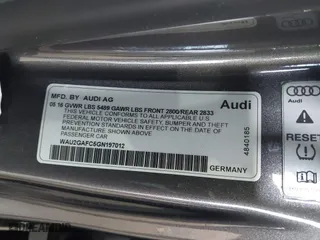 MFD. BY AUDI AG
05 16 GVWR LBS 5489 GAWR LBS FRONT 2800/REAR 2833
THIS VEHICLE CONFORMS TO ALL APPLICABLE U.S.
FEDERAL MOTOR VEHICLE SAFETY, BUMPER AND THEFT
PREVENTION STANDARDS IN EFFECT ON THE DATE OF
MANUFACTURE SHOWN ABOVE
PASSENGER CAR
WAU2GAFC6GN197012
GERMANY
Audi
4840185
Audi
RESET